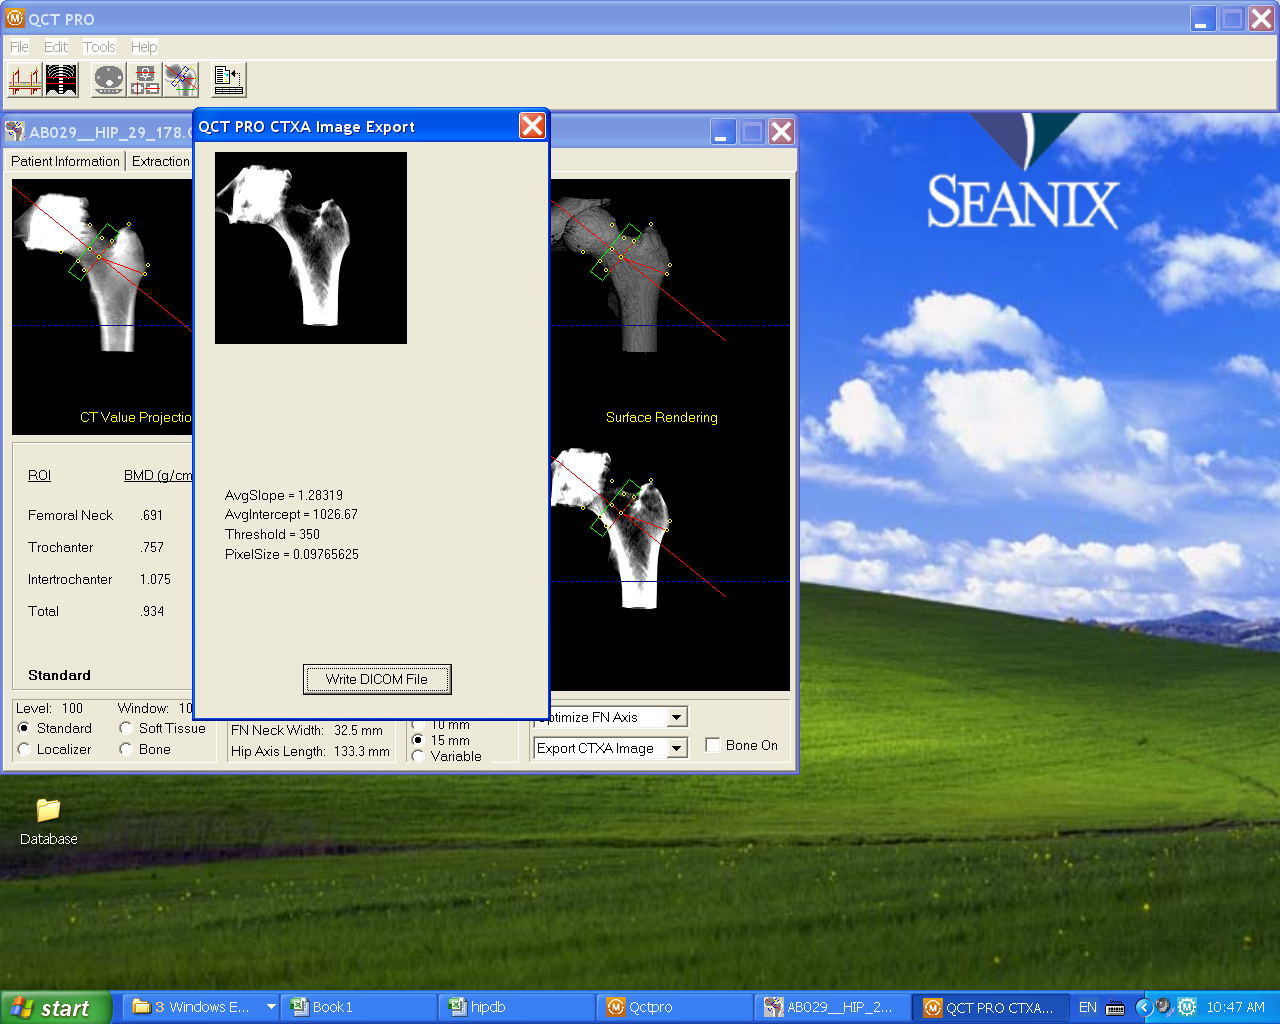 QCT PRO
File Edit Tools Help
AB029__HIP_29_178.
QCT PRO CTXA Image Export
Patient Information Extraction
SEANIX
CT Value Projectio
Surface Rendering
ROI BMD (g/cm
Femoral Neck .691
Trochanter .757
Intertrochanter 1.075
Total .934
Standard
AvgSlope = 1.28319
AvgIntercept = 1026.67
Threshold = 350
PixelSize = 0.09765625
Write DICOM File
Level: 100 Window: 10
Standard Soft Tissue
Localizer Bone
FN Neck Width: 32.5 mm
Hip Axis Length: 133.3 mm
10 mm
15 mm
Variable
Optimize FN Axis
Export CTXA Image
Bone On
Database
start
3 Windows E...
Book1
hipdb
Qctpro
AB029__HIP_2...
QCT PRO CTXA...
EN
10:47 AM